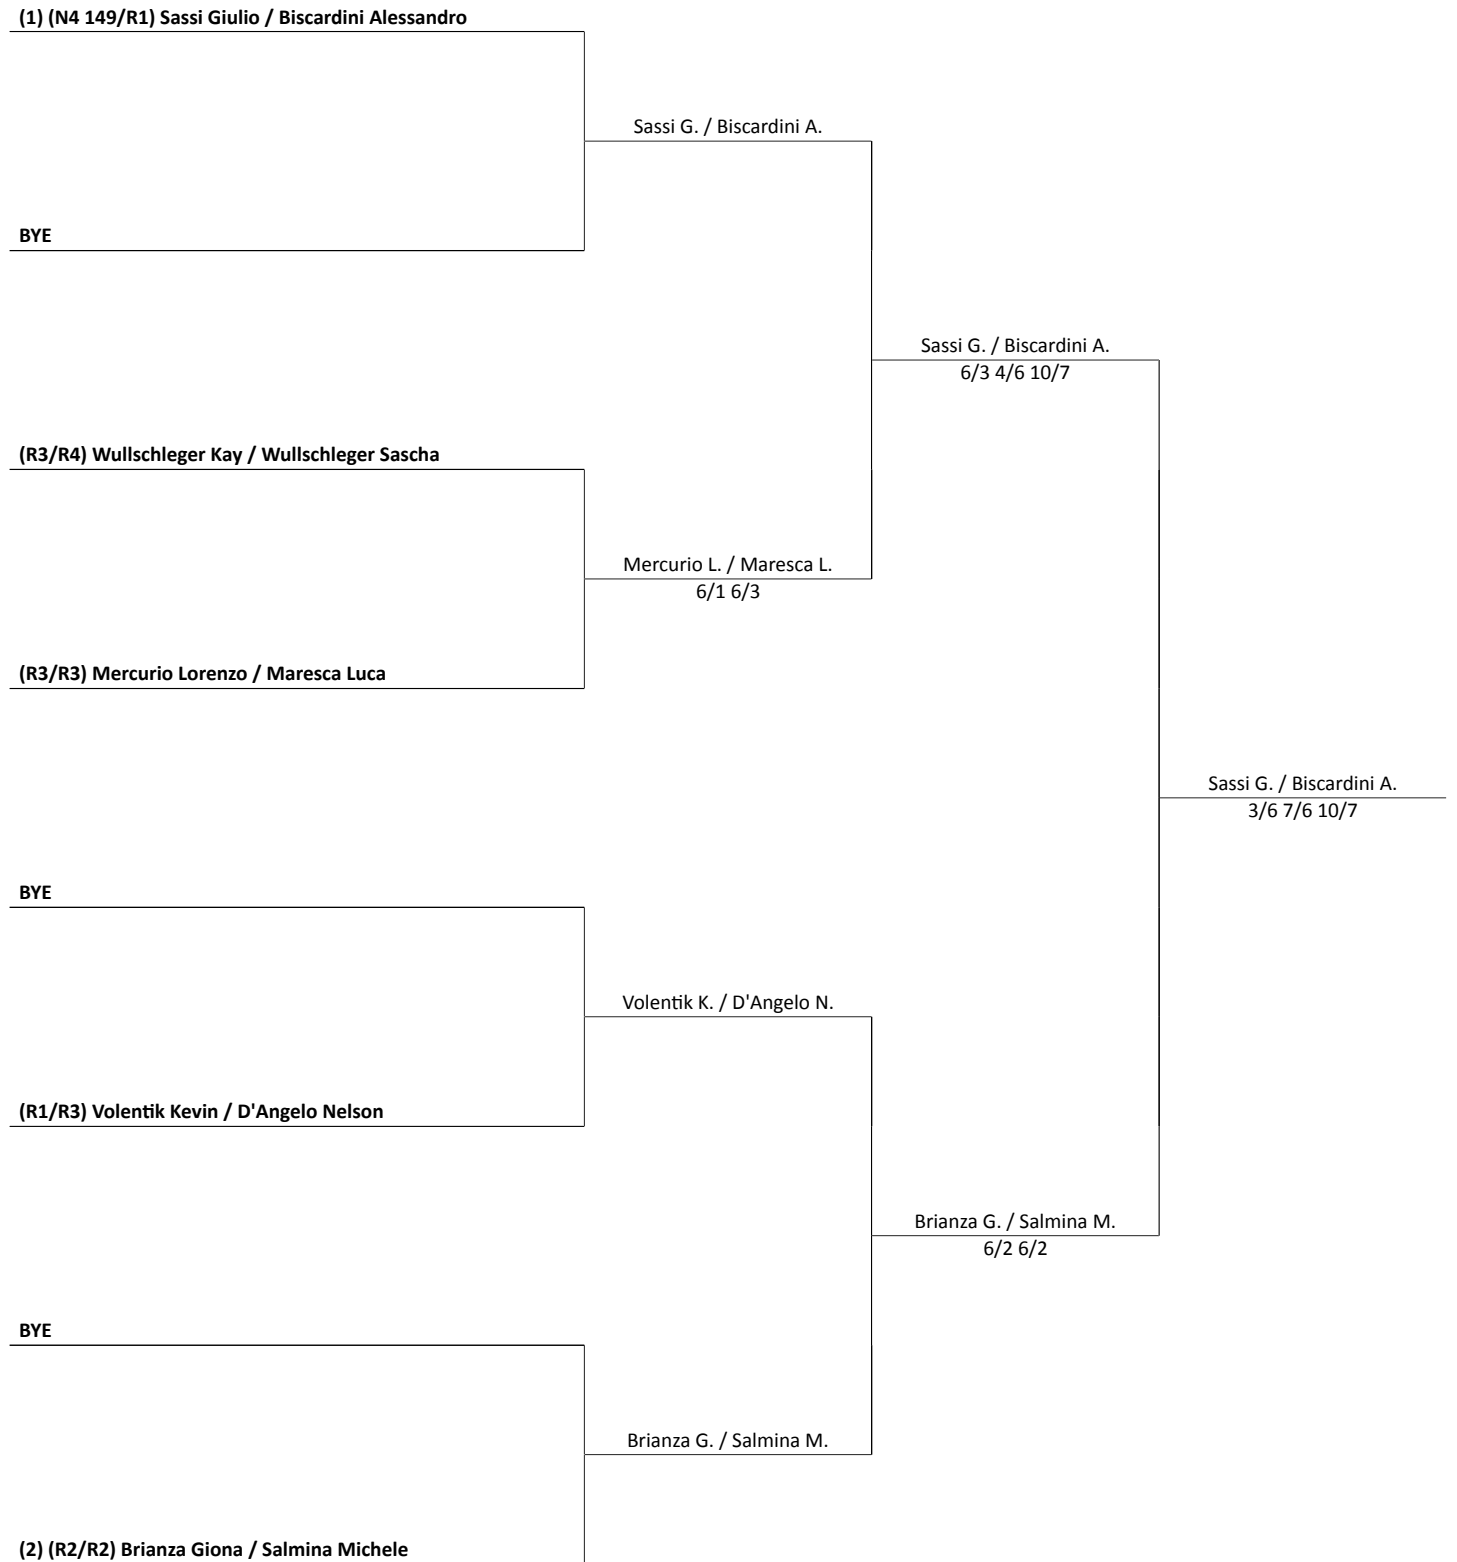 (1) (N4 149/R1) Sassi Giulio / Biscardini Alessandro
Sassi G. / Biscardini A.
BYE
Sassi G. / Biscardini A.
6/3 4/6 10/7
(R3/R4) Wullschleger Kay / Wullschleger Sascha
Mercurio L. / Maresca L.
6/1 6/3
(R3/R3) Mercurio Lorenzo / Maresca Luca
Sassi G. / Biscardini A.
3/6 7/6 10/7
BYE
Volentik K. / D'Angelo N.
(R1/R3) Volentik Kevin / D'Angelo Nelson
Brianza G. / Salmina M.
6/2 6/2
BYE
Brianza G. / Salmina M.
(2) (R2/R2) Brianza Giona / Salmina Michele